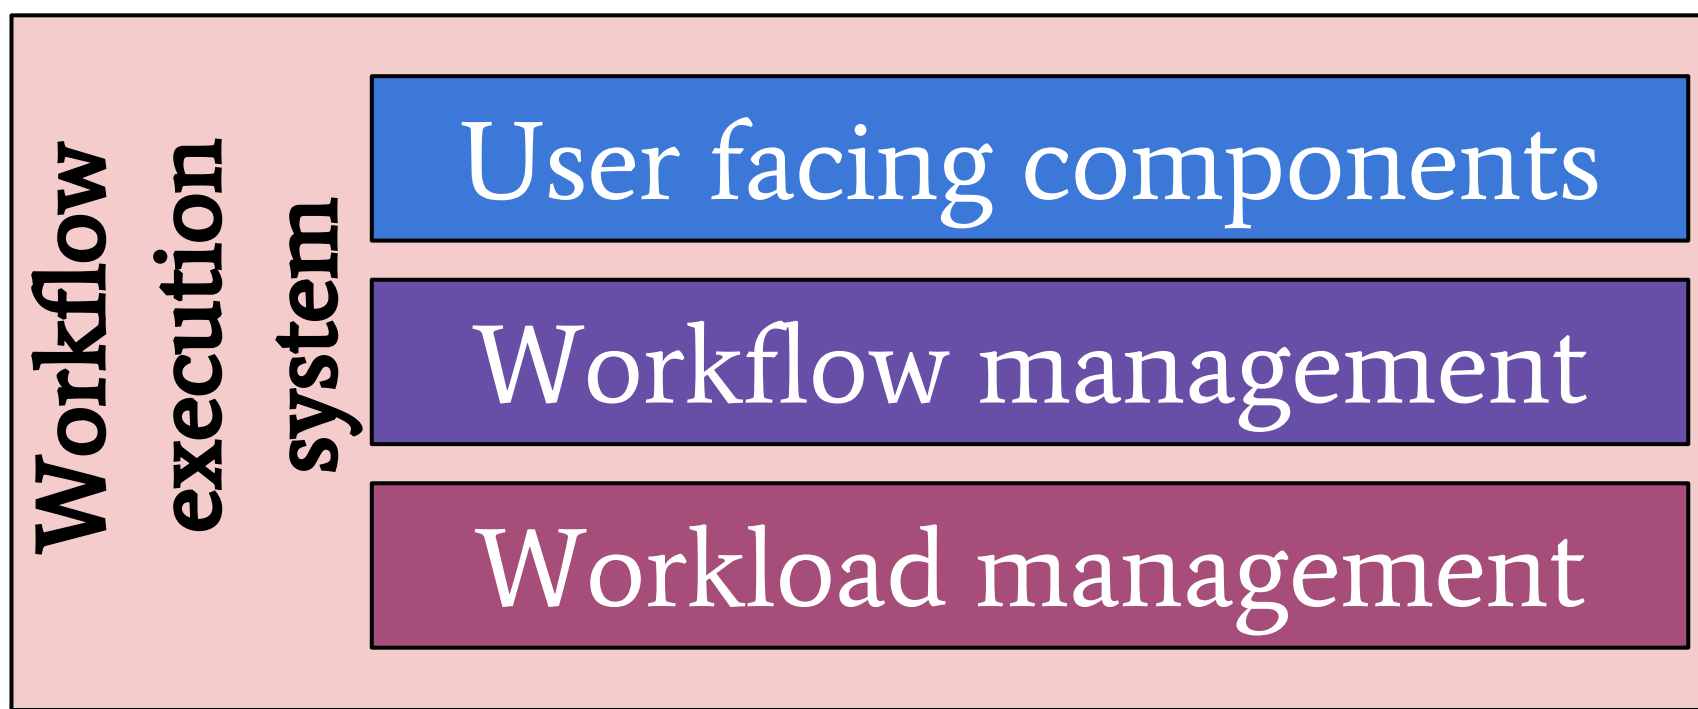 Workflow
execution
system
User facing components
Workflow management
Workload management